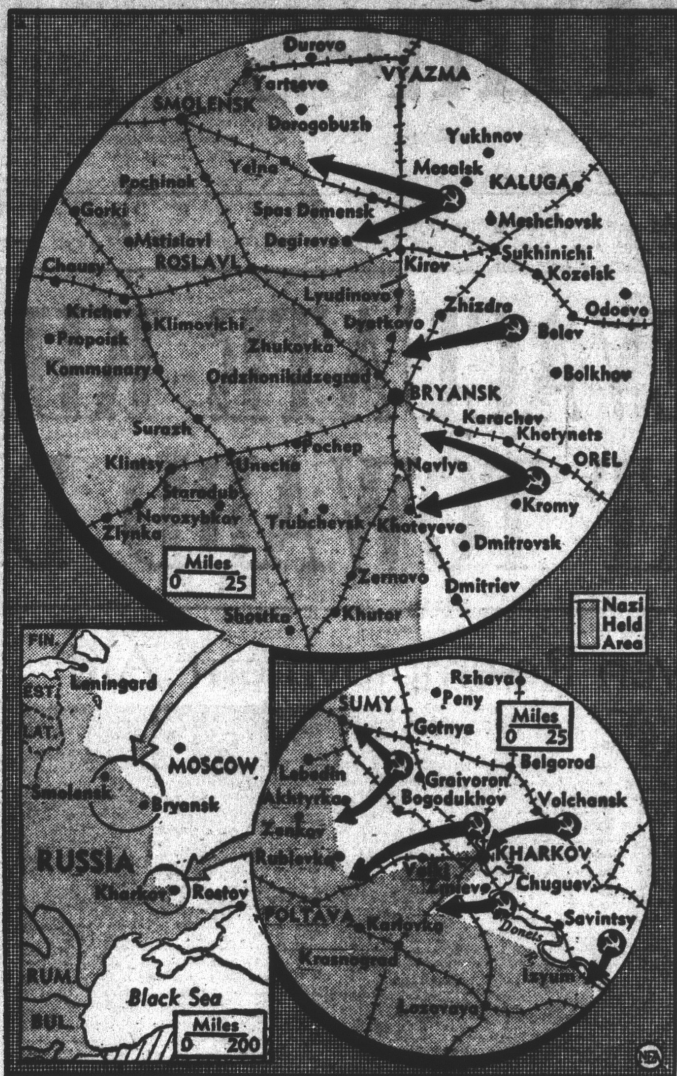 Durovo
Yartsevo
VYAZMA
SMOLENSK
Dorogobuzh
Yukhnov
Yelna
Mosalsk
Pochinok
KALUGA
Spas Demensk
Gorki
Meshchovsk
Mstislavl
Degirevo
Sukhinichi
ROSLAVL
Kirov
Kozelsk
Chausy
Lyudinovo
Krichev
Zhizdra
Odoevo
Klimovichi
Dyatkovo
Belev
Propoisk
Zhukovka
Kommunary
Ordzhonikidzegrad
Bolkhov
BRYANSK
Surazh
Karachev
Khotynets
Pochep
Klintsy
Unecha
Navlya
OREL
Starodub
Kromy
Zlynka
Novozybkov
Trubchevsk
Khoteyevo
Dmitrovsk
Miles
0 25
Zernovo
Dmitriev
Shostka
Khutor
Nazi
Held
Area
FIN.
Leningard
EST.
LAT.
MOSCOW
Smolensk
Bryansk
RUSSIA
Kharkov
Rostov
RUM.
BUL.
Black Sea
Miles
0 200
Rzhava
Peny
SUMY
Gotnya
Miles
0 25
Lebedin
Belgorod
Graivoron
Akhtyrka
Bogodukhov
Volchansk
Zenkov
Rublevka
KHARKOV
Valki
Zmiev
Chuguev
POLTAVA
Karlovka
Savintsy
Donets
Krasnograd
Izyum
Lozovaya
NEA